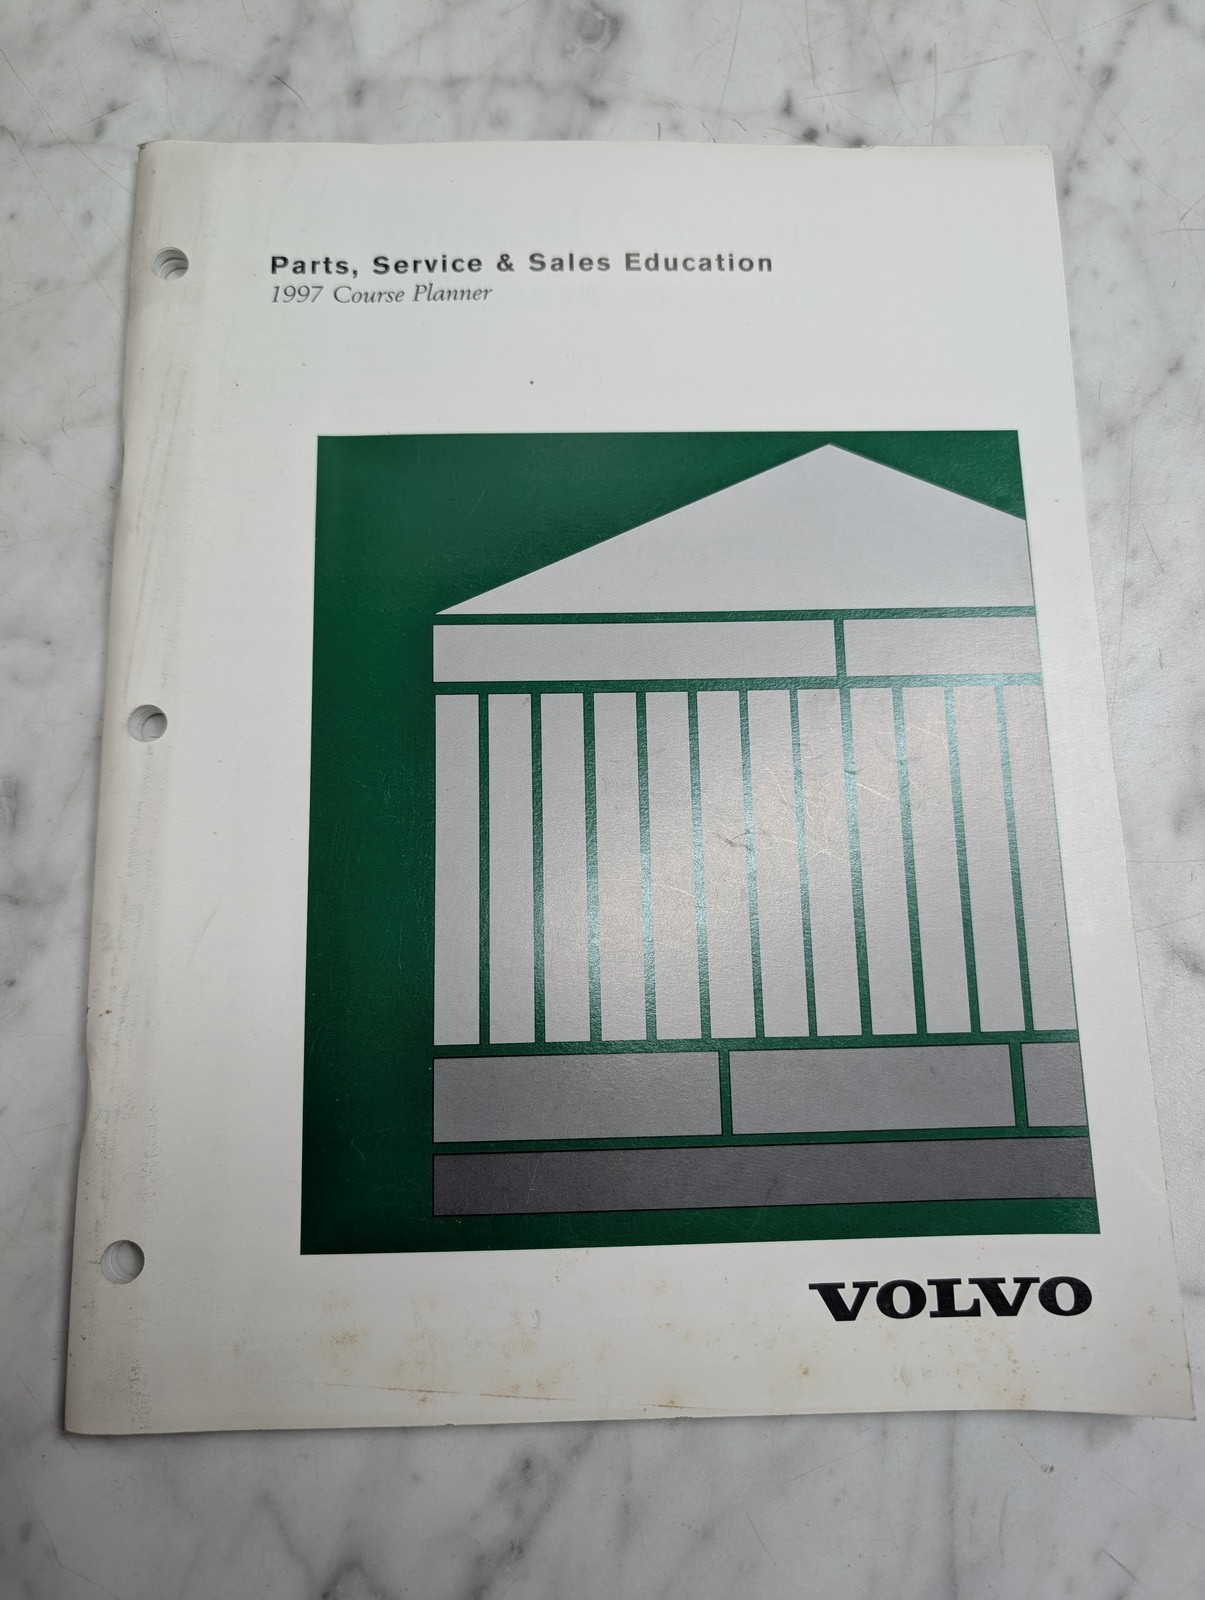 Parts, Service & Sales Education
1997 Course Planner
VOLVO